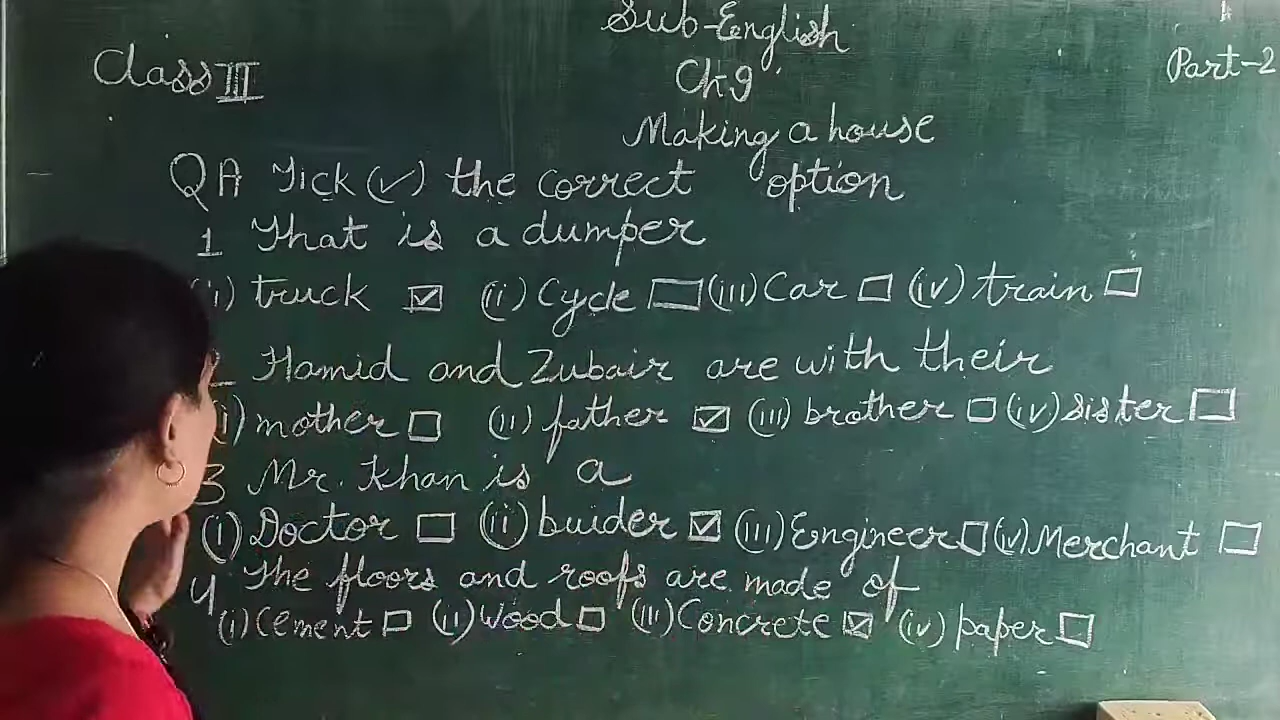 Sub-English
Class III
Ch.9
Part-2
Making a house
Q A Tick (✓) the correct option
1 That is a dumper
(i) truck ☑ (ii) Cycle ☐ (iii) Car ☐ (iv) train ☐
2 Hamid and Zubair are with their
(i) mother ☐ (ii) father ☑ (iii) brother ☐ (iv) sister ☐
3 Mr. Khan is a
(i) Doctor ☐ (ii) buider ☑ (iii) Engineer ☐ (iv) Merchant ☐
4 The floors and roofs are made of
(i) Cement ☐ (ii) Wood ☐ (iii) Concrete ☑ (iv) paper ☐